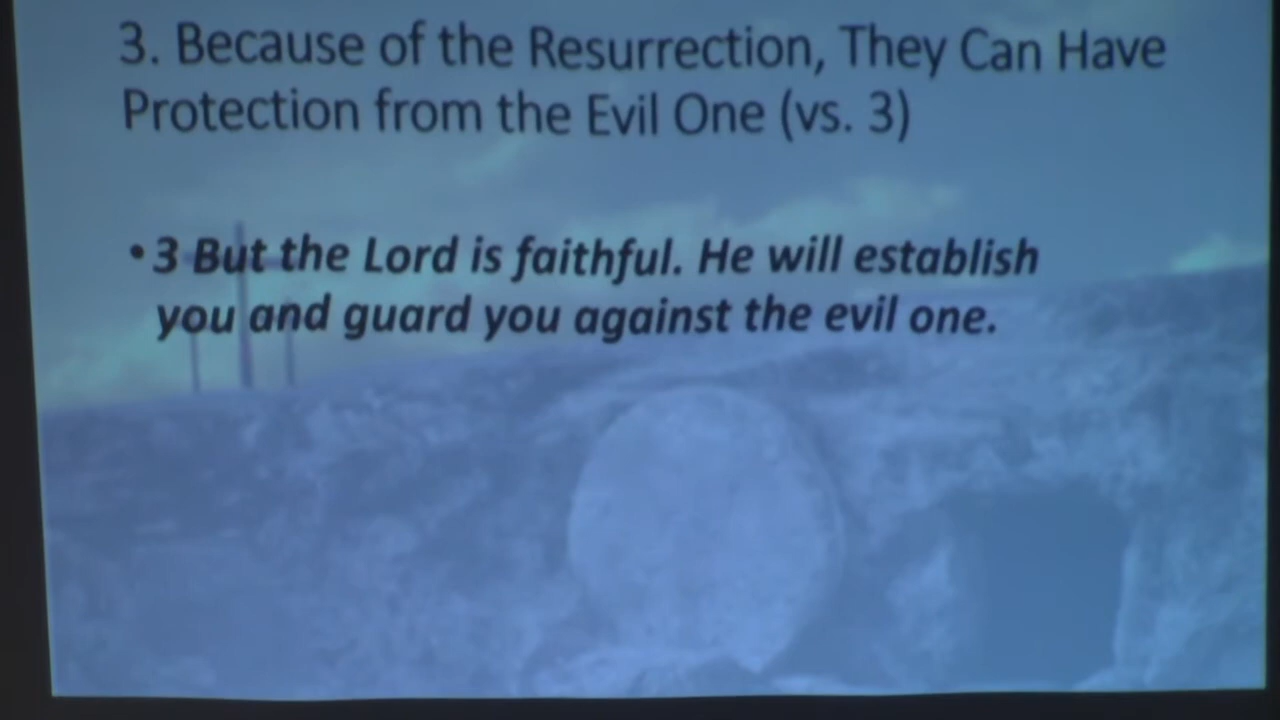 3. Because of the Resurrection, They Can Have
Protection from the Evil One (vs. 3)
• 3 But the Lord is faithful. He will establish
you and guard you against the evil one.